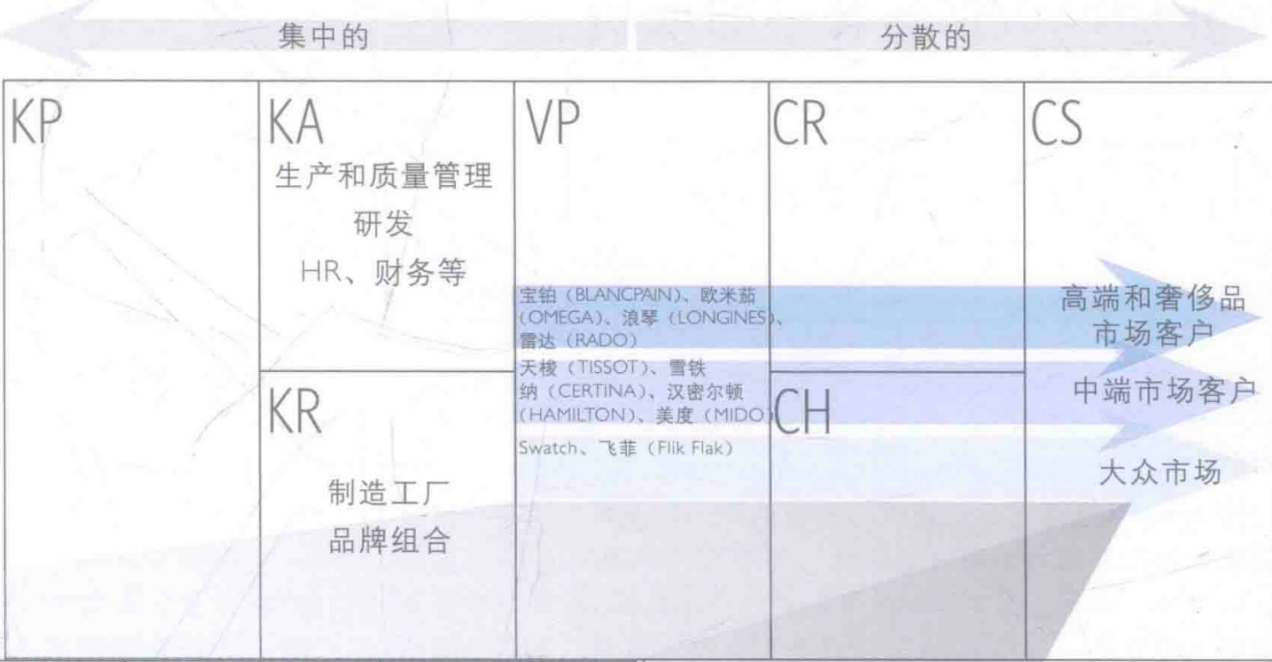 集中的
分散的
KP
KA
生产和质量管理
研发
HR、财务等
KR
制造工厂
品牌组合
VP
宝铂（BLANCPAIN）、欧米茄
（OMEGA）、浪琴（LONGINES）、
雷达（RADO）
天梭（TISSOT）、雪铁
纳（CERTINA）、汉密尔顿
（HAMILTON）、美度（MIDO）
Swatch、飞菲（Flik Flak）
CR
CH
CS
高端和奢侈品
市场客户
中端市场客户
大众市场